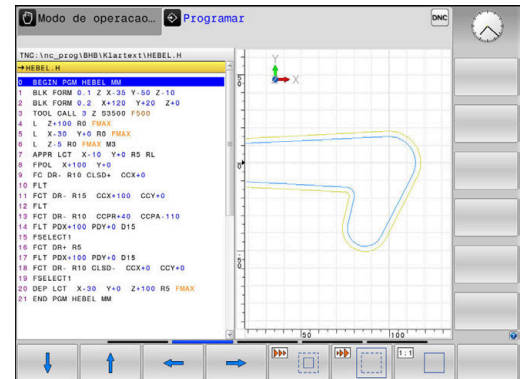 Modo de operacao...
Programar
DNC
TNC:\nc_prog\BHB\Klartext\HEBEL.H
→HEBEL.H
0 BEGIN PGM HEBEL MM
1 BLK FORM 0.1 Z X-35 Y-50 Z-10
2 BLK FORM 0.2 X+120 Y+20 Z+0
3 TOOL CALL 3 Z S3500 F500
4 L Z+100 R0 FMAX
5 L X-30 Y+0 R0 FMAX
6 L Z-5 R0 FMAX M3
7 APPR LCT X-10 Y+0 R5 RL
8 FPOL X+100 Y+0
9 FC DR- R10 CLSD+ CCX+0
10 FLT
11 FCT DR- R15 CCX+100 CCY+0
12 FLT
13 FCT DR- R10 CCPR+40 CCPA-110
14 FLT PDX+100 PDY+0 D15
15 FSELECT1
16 FCT DR+ R5
17 FLT PDX+100 PDY+0 D15
18 FCT DR- R10 CLSD- CCX+0 CCY+0
19 FSELECT1
20 DEP LCT X-30 Y+0 Z+100 R5 FMAX
21 END PGM HEBEL MM
Y
X
50
100
1:1